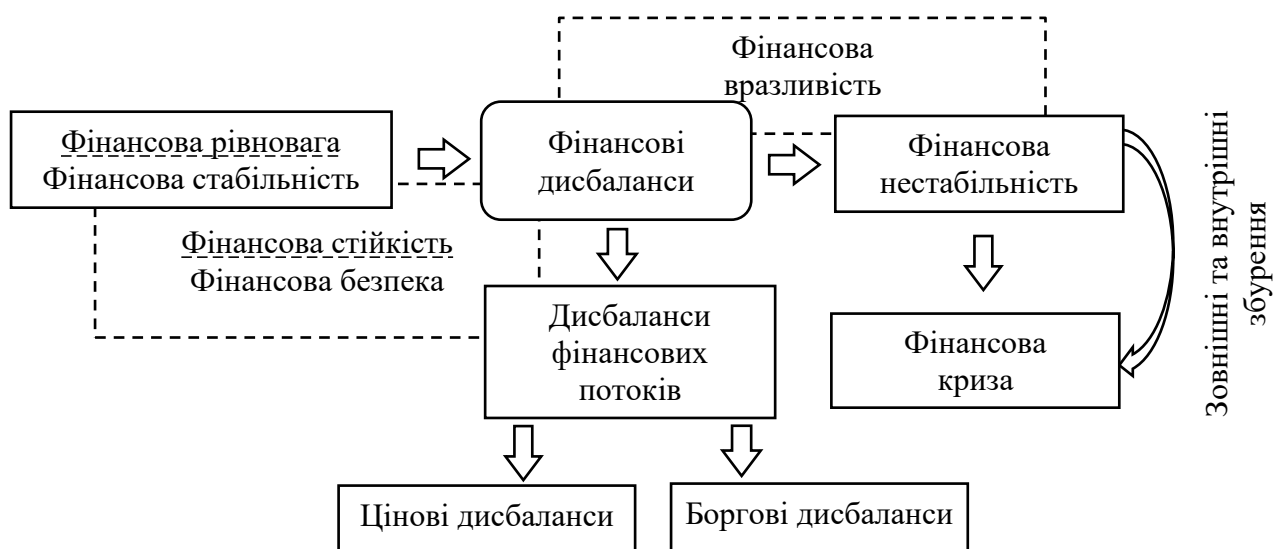 Фінансова
вразливість
Фінансова рівновага
Фінансова стабільність
Фінансові
дисбаланси
Фінансова
нестабільність
Фінансова стійкість
Фінансова безпека
Дисбаланси
фінансових
потоків
Фінансова
криза
Зовнішні та внутрішні
збурення
Цінові дисбаланси
Боргові дисбаланси